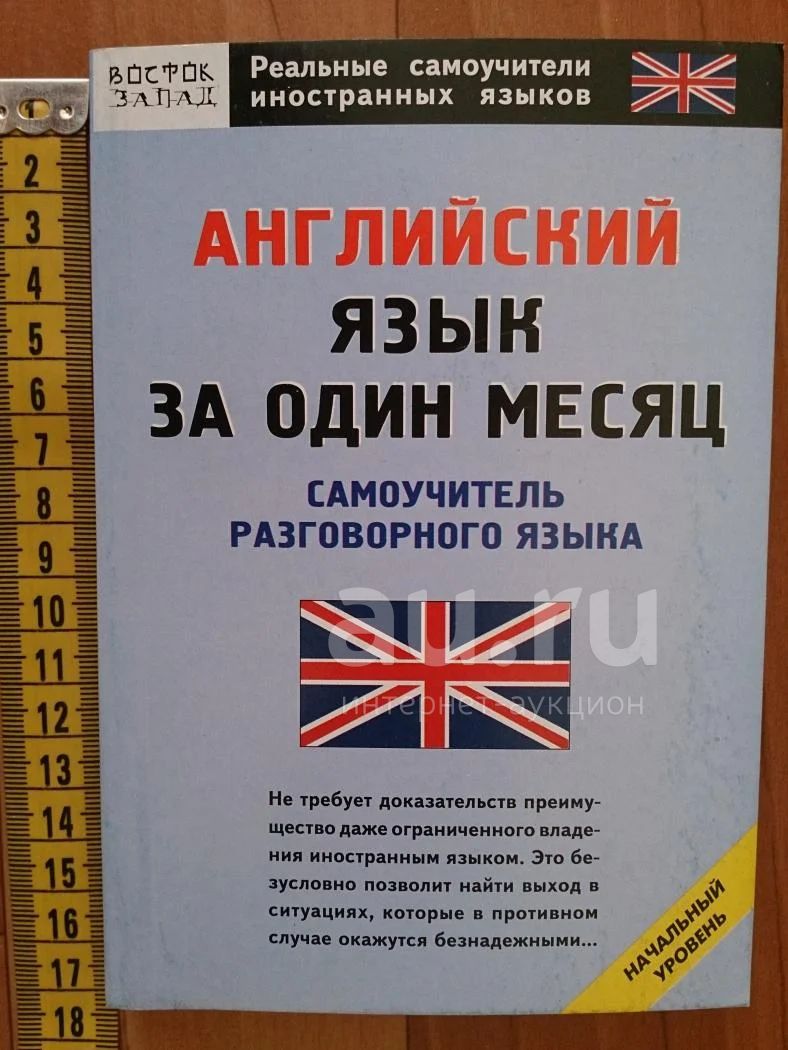 ВОСТОК
ЗАПАД
Реальные самоучители
иностранных языков
АНГЛИЙСКИЙ
ЯЗЫК
ЗА ОДИН МЕСЯЦ
САМОУЧИТЕЛЬ
РАЗГОВОРНОГО ЯЗЫКА
au.ru
интернет-аукцион
Не требует доказательств преиму-
щество даже ограниченного владе-
ния иностранным языком. Это бе-
зусловно позволит найти выход в
ситуациях, которые в противном
случае окажутся безнадежными...
НАЧАЛЬНЫЙ
УРОВЕНЬ
2
3
4
5
6
7
8
9
10
11
12
13
14
15
16
17
18